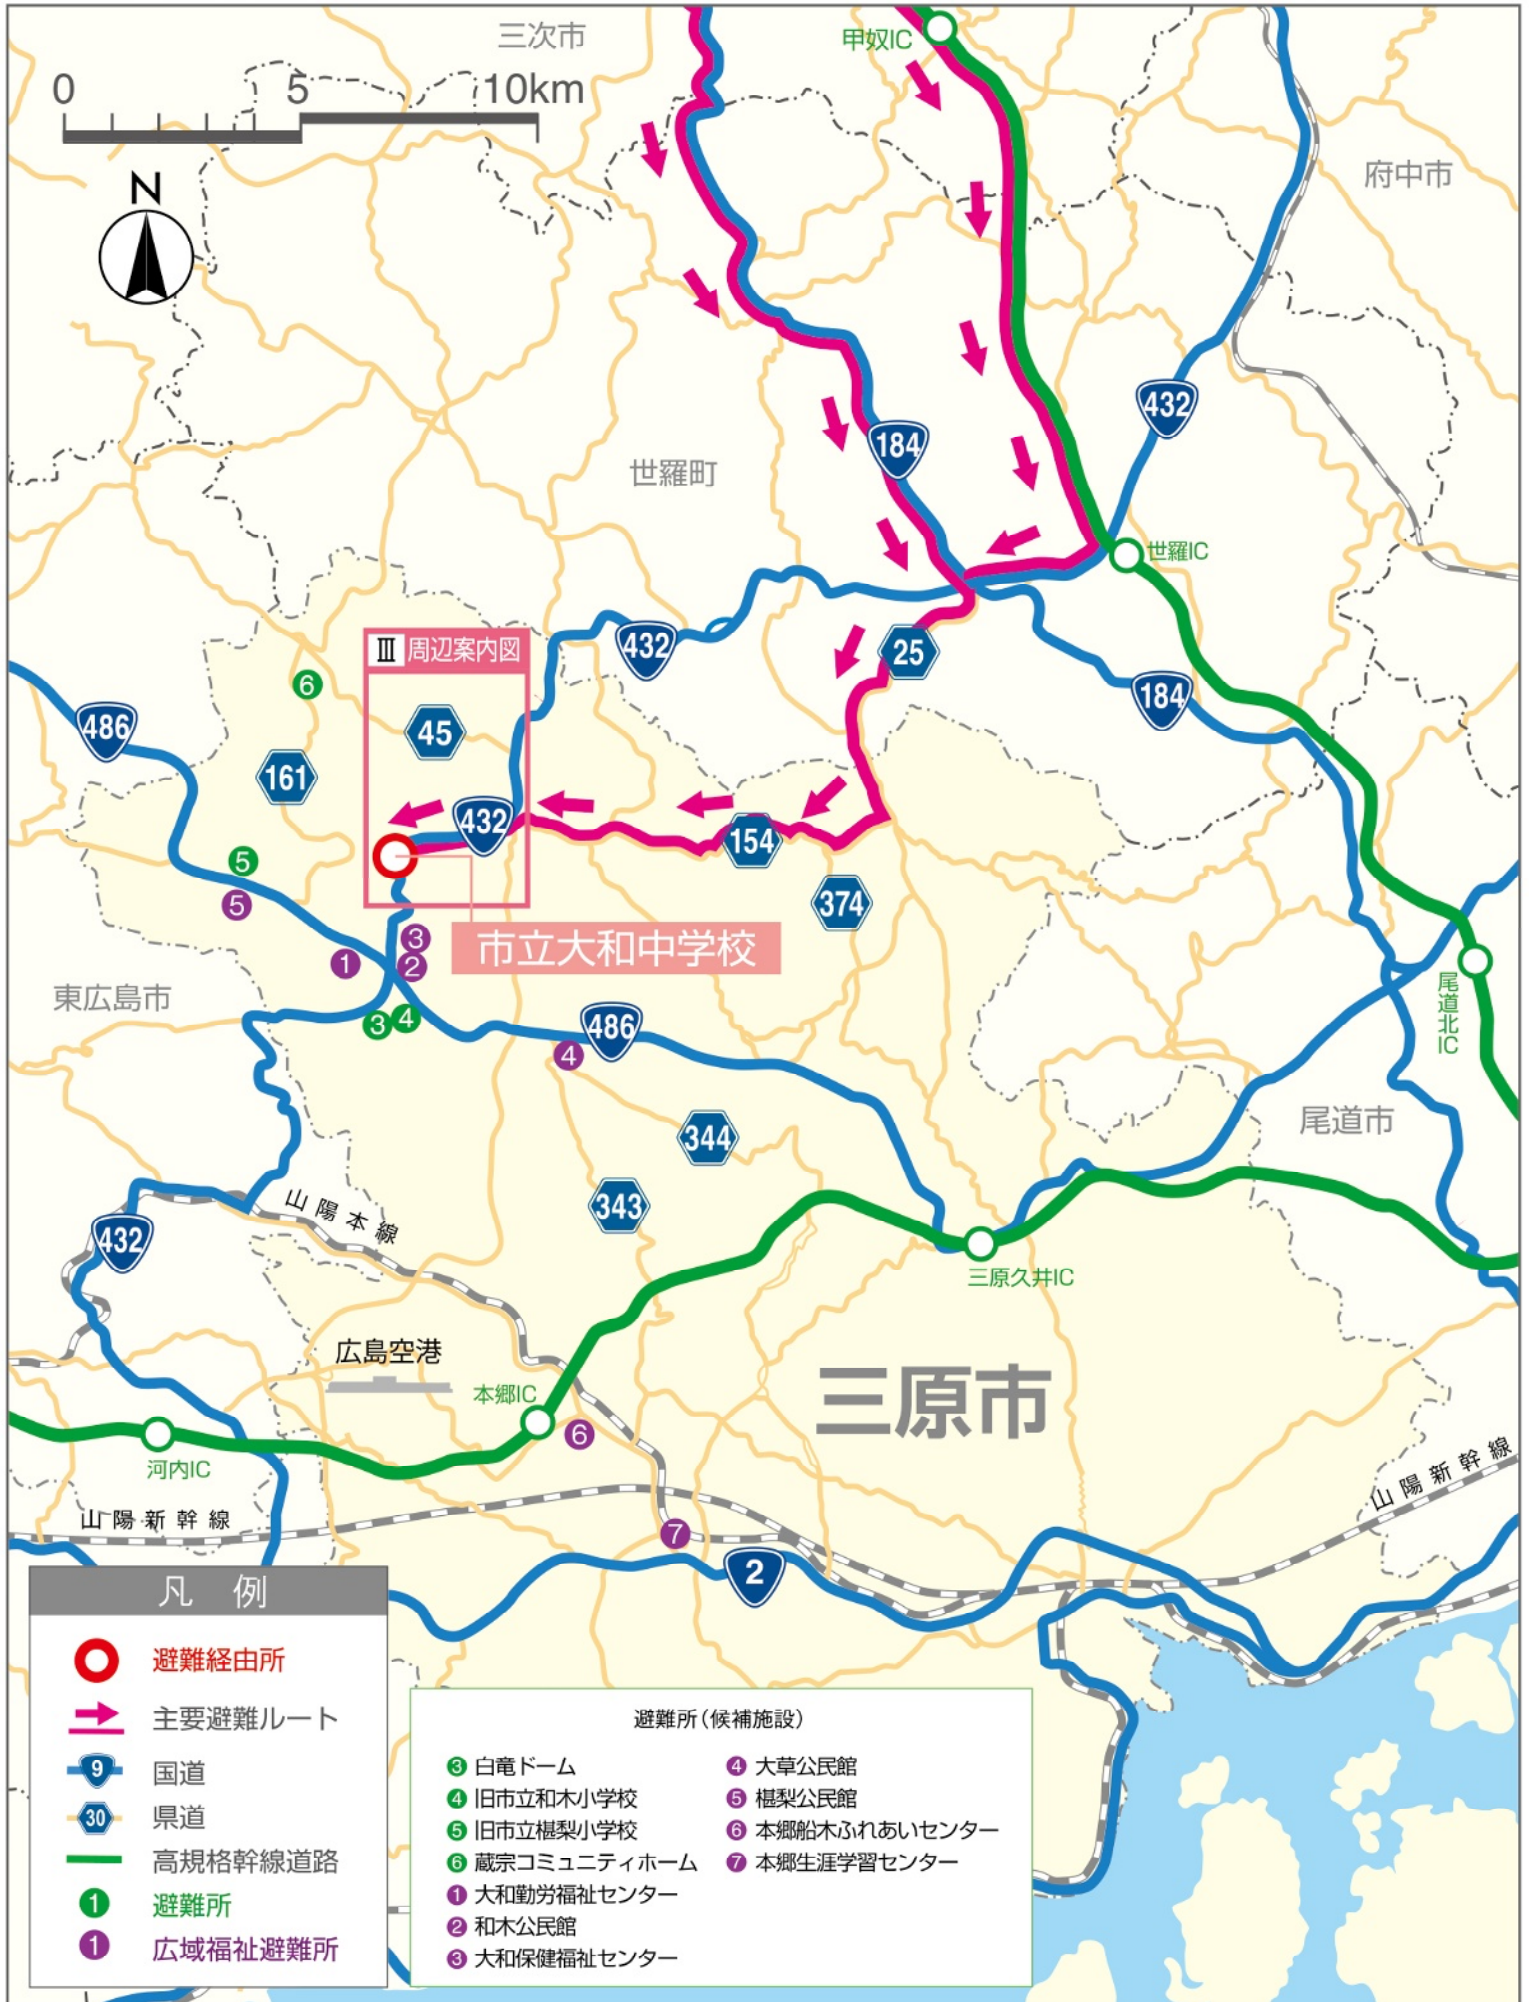 三次市
甲奴IC
0 5 10km
N
府中市
432
184
世羅町
世羅IC
432
25
Ⅲ 周辺案内図
184
6
486
45
161
432
154
5
374
5
3
市立大和中学校
1
2
東広島市
尾道北IC
3 4
486
4
尾道市
344
山陽本線
343
432
三原久井IC
広島空港
本郷IC
三原市
6
河内IC
山陽新幹線
山陽新幹線
7
2
凡 例
避難経由所
主要避難ルート
9 国道
30 県道
高規格幹線道路
1 避難所
1 広域福祉避難所
避難所(候補施設)
3 白竜ドーム
4 旧市立和木小学校
5 旧市立椹梨小学校
6 蔵宗コミュニティホーム
1 大和勤労福祉センター
2 和木公民館
3 大和保健福祉センター
4 大草公民館
5 椹梨公民館
6 本郷船木ふれあいセンター
7 本郷生涯学習センター